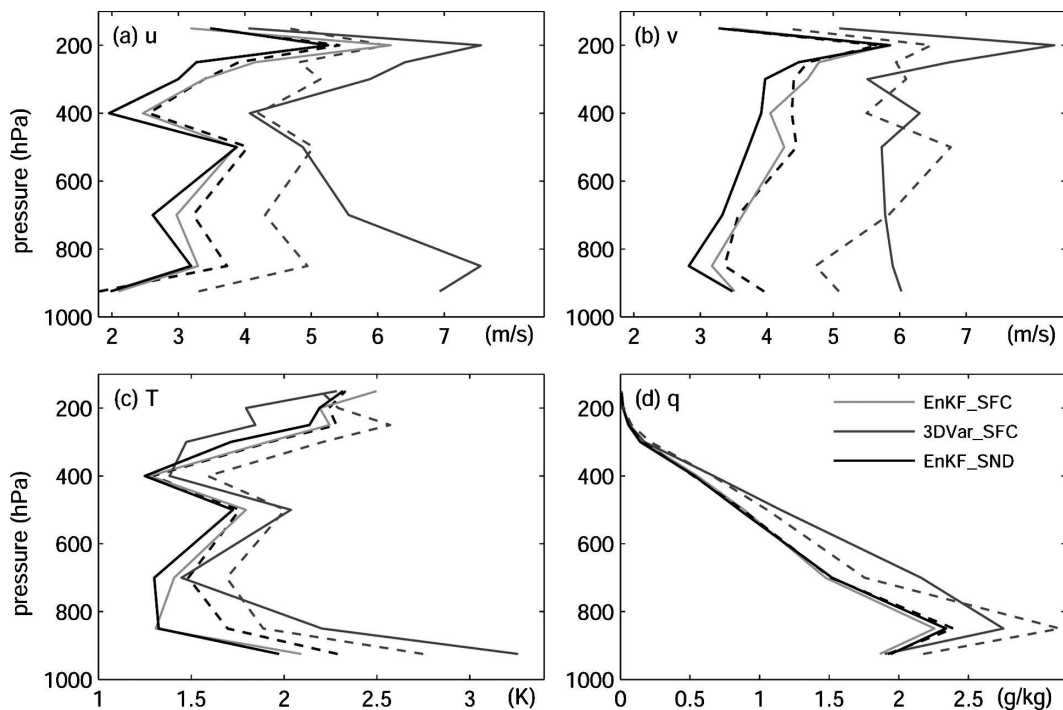 (a) u
200
400
600
800
1000
pressure (hPa)
2 3 4 5 6 7 (m/s)
(b) v
200
400
600
800
1000
2 3 4 5 6 7 (m/s)
(c) T
200
400
600
800
1000
pressure (hPa)
1 1.5 2 2.5 3 (K)
(d) q
EnKF_SFC
3DVar_SFC
EnKF_SND
200
400
600
800
1000
0 0.5 1 1.5 2 2.5 (g/kg)